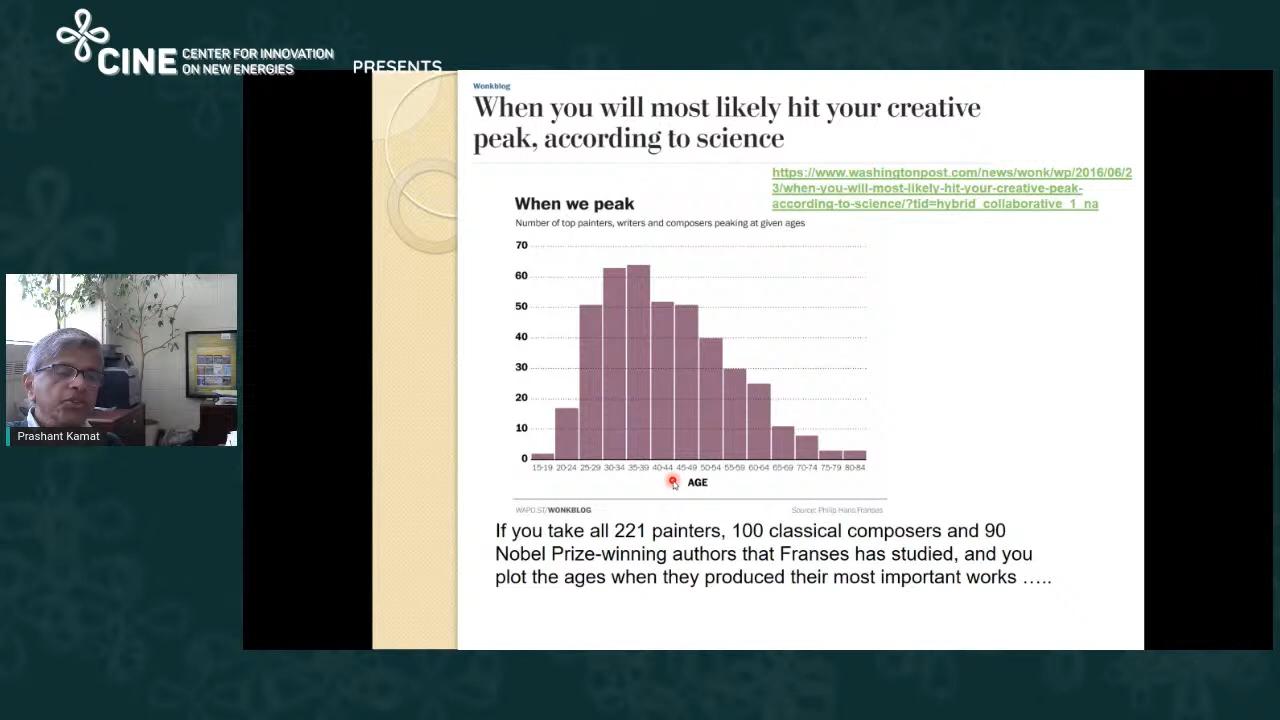 CINE CENTER FOR INNOVATION
ON NEW ENERGIES
PRESENTS
Wonkblog
When you will most likely hit your creative
peak, according to science
https://www.washingtonpost.com/news/wonk/wp/2016/06/2
3/when-you-will-most-likely-hit-your-creative-peak-
according-to-science/?tid=hybrid_collaborative_1_na
When we peak
Number of top painters, writers and composers peaking at given ages
70
60
50
40
30
20
10
0
15-19 20-24 25-29 30-34 35-39 40-44 45-49 50-54 55-59 60-64 65-69 70-74 75-79 80-84
AGE
WAPO.ST/WONKBLOG
Source: Philip Hans Franses
If you take all 221 painters, 100 classical composers and 90
Nobel Prize-winning authors that Franses has studied, and you
plot the ages when they produced their most important works …..
Prashant Kamat